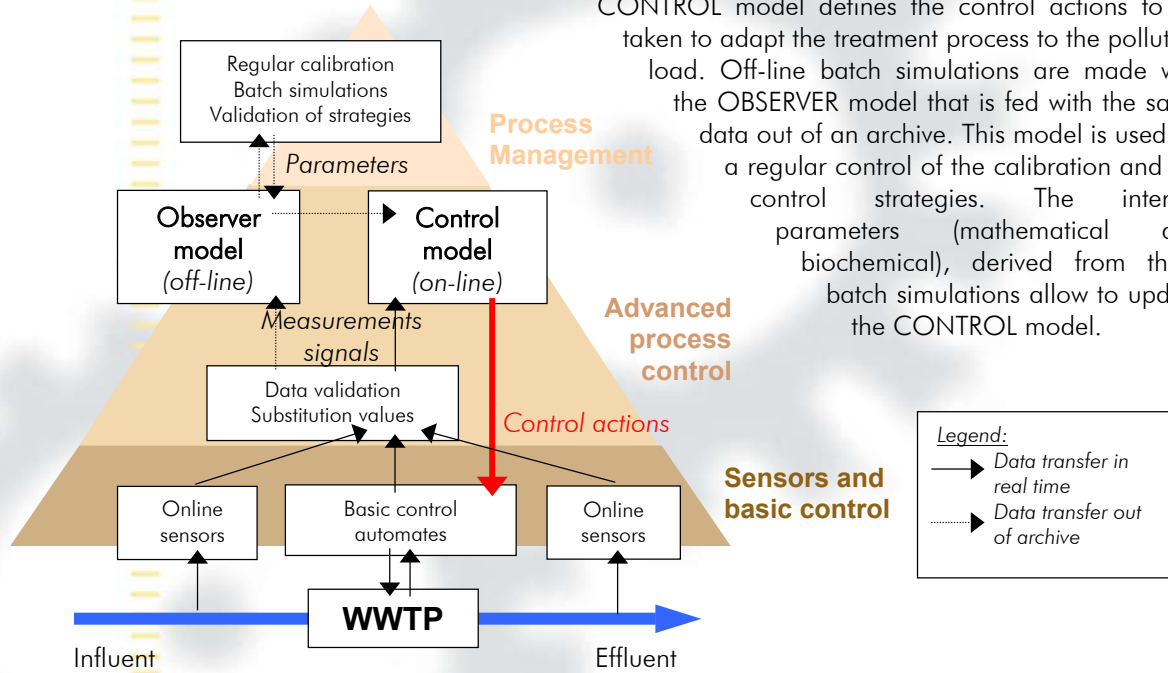 CONTROL model defines the control actions to
taken to adapt the treatment process to the
load. Off-line batch simulations are made
the OBSERVER model that is fed with the
data out of an archive. This model is used
a regular control of the calibration and
control strategies. The
parameters (mathematical
biochemical), derived from
batch simulations allow to
the CONTROL model.
Regular calibration
Batch simulations
Validation of strategies
Process
Management
Parameters
Observer
model
(off-line)
Control
model
(on-line)
Measurements
signals
Advanced
process
control
Data validation
Substitution values
Control actions
Legend:
Data transfer in
real time
Data transfer out
of archive
Sensors and
basic control
Online
sensors
Basic control
automates
Online
sensors
WWTP
Influent
Effluent